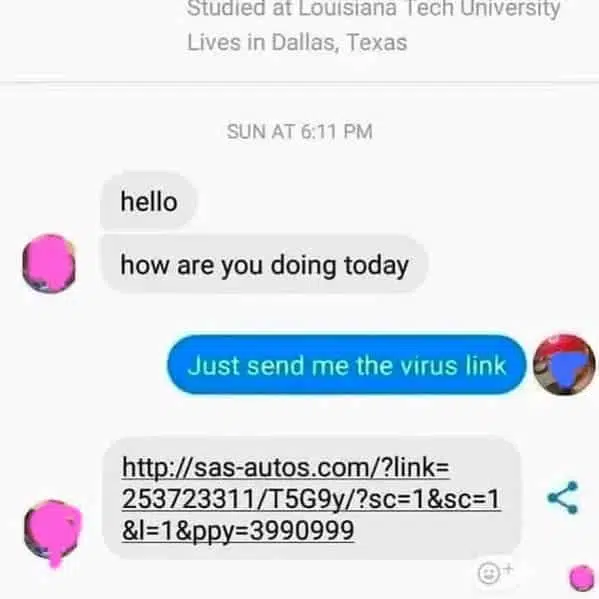 Studied at Louisiana Tech University
Lives in Dallas, Texas
SUN AT 6:11 PM
hello
how are you doing today
Just send me the virus link
http://sas-autos.com/?link=
253723311/T5G9y/?sc=1&sc=1
&l=1&ppy=3990999